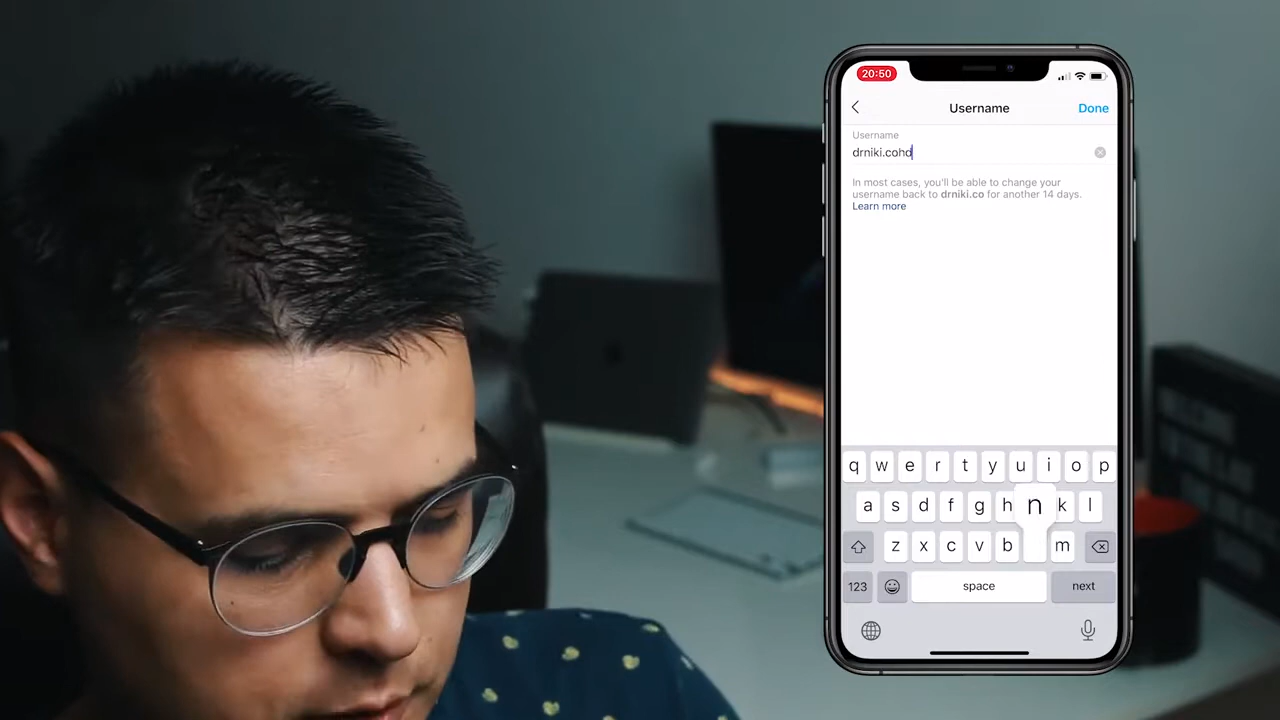 20:50
Username
Done
Username
drniki.cohd
In most cases, you'll be able to change your
username back to drniki.co for another 14 days.
Learn more
q w e r t y u i o p
a s d f g h n k l
z x c v b m
123 space next